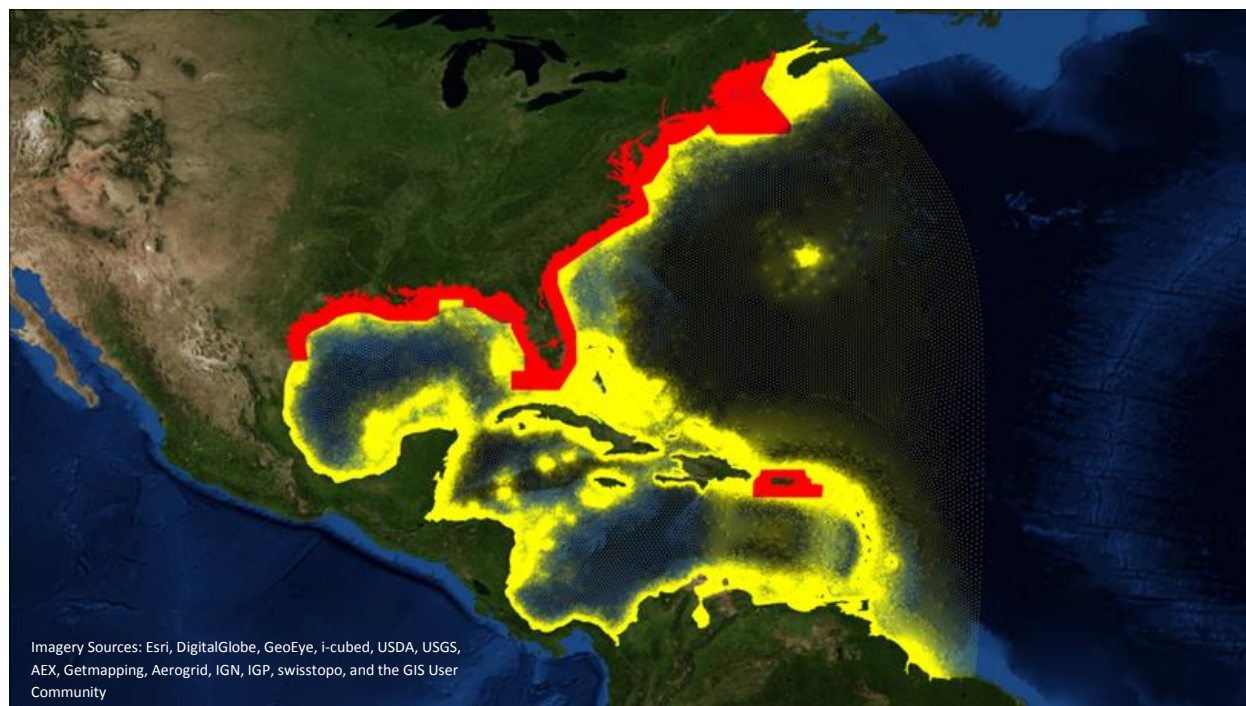 Imagery Sources: Esri, DigitalGlobe, GeoEye, i-cubed, USDA, USGS,
AEX, Getmapping, Aerogrid, IGN, IGP, swisstopo, and the GIS User
Community